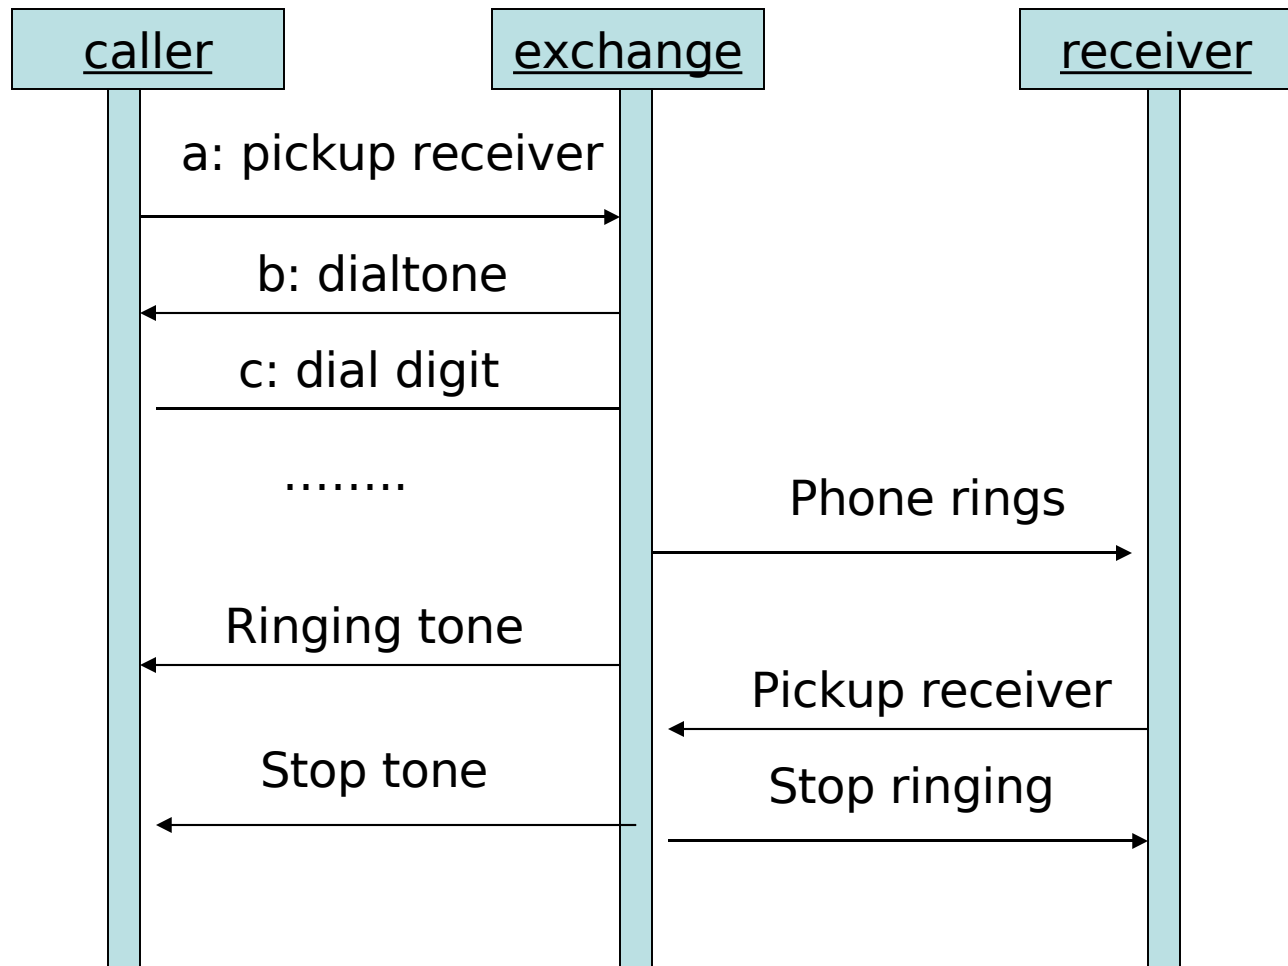 caller
exchange
receiver
a: pickup receiver
b: dialtone
c: dial digit
........
Phone rings
Ringing tone
Pickup receiver
Stop tone
Stop ringing